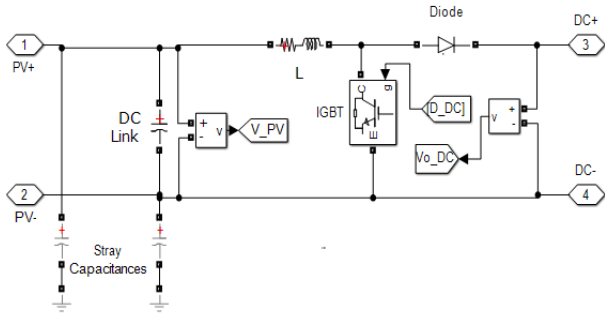 Diode
DC+
1
3
PV+
L
C
g
IGBT
E
DC
Link
+
-
v
V_PV
[D_DC]
+
-
v
Vo_DC
DC-
2
4
PV-
Stray
Capacitances